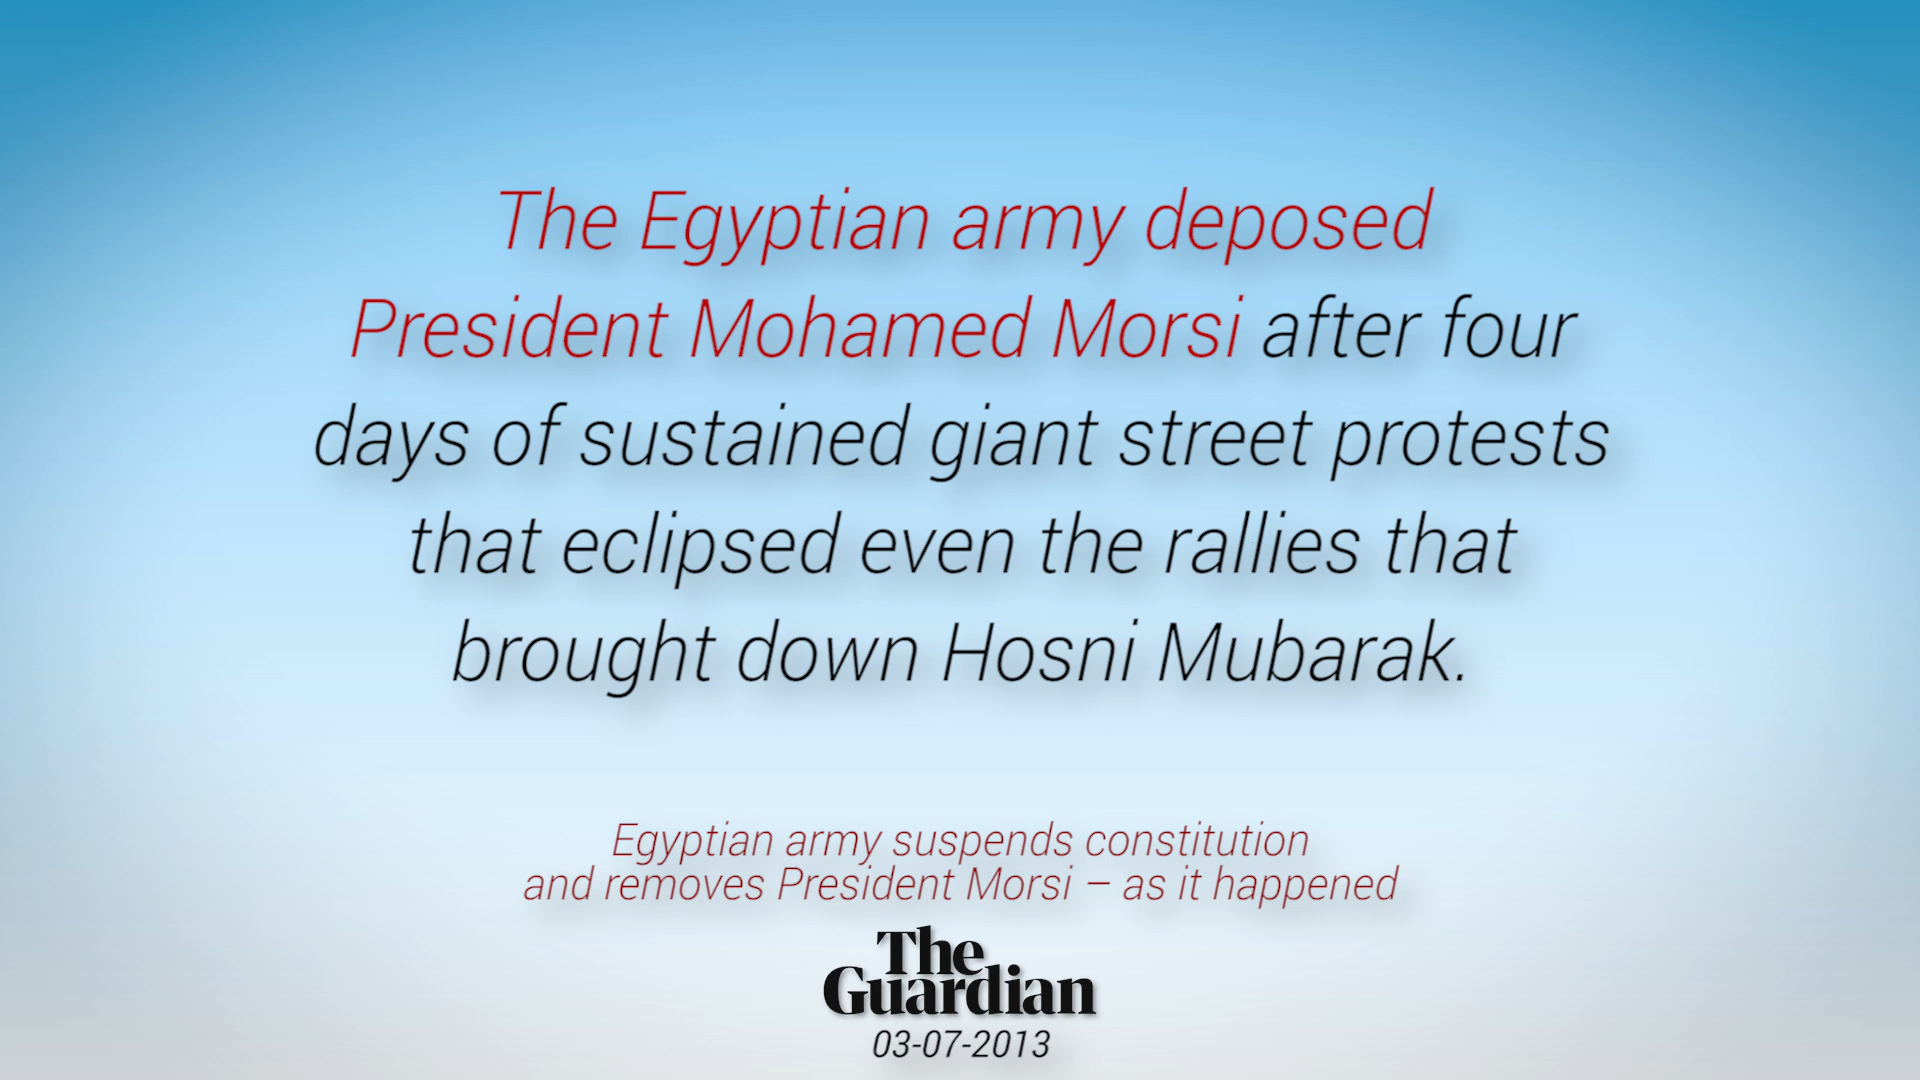 The Egyptian army deposed
President Mohamed Morsi after four
days of sustained giant street protests
that eclipsed even the rallies that
brought down Hosni Mubarak.
Egyptian army suspends constitution
and removes President Morsi – as it happened
The
Guardian
03-07-2013